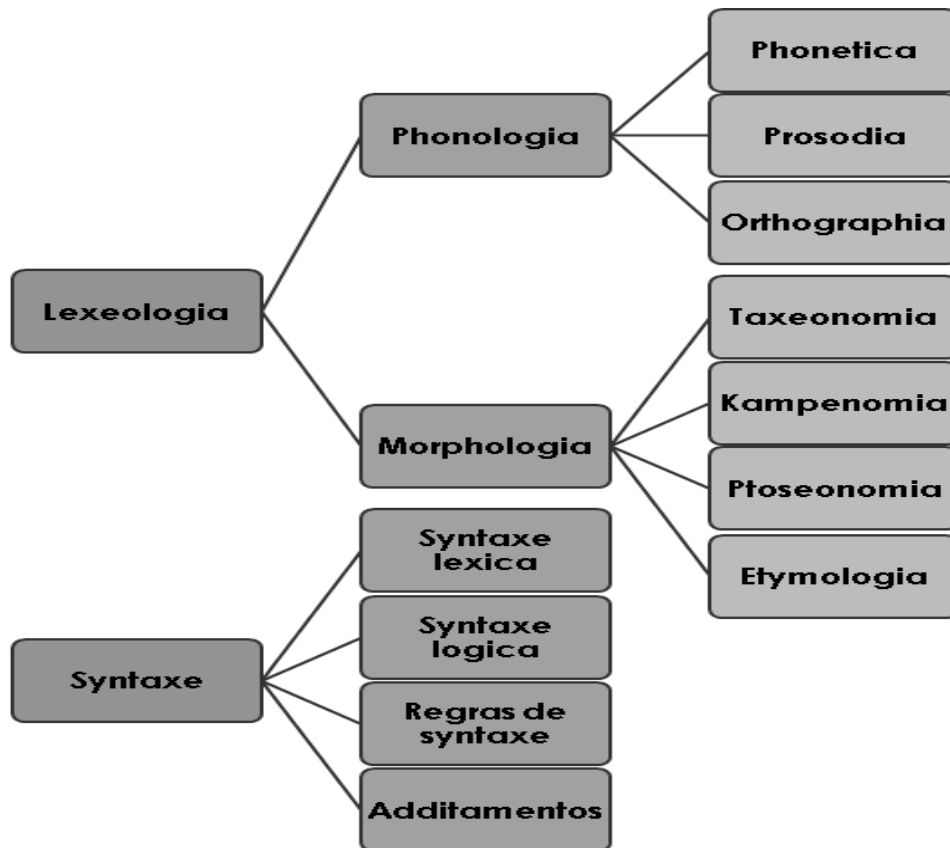 Lexeologia
Phonologia
Phonetica
Prosodia
Orthographia
Morphologia
Taxeonomia
Kampenomia
Ptoseonomia
Etymologia
Syntaxe
Syntaxe
lexica
Syntaxe
logica
Regras de
syntaxe
Additamentos